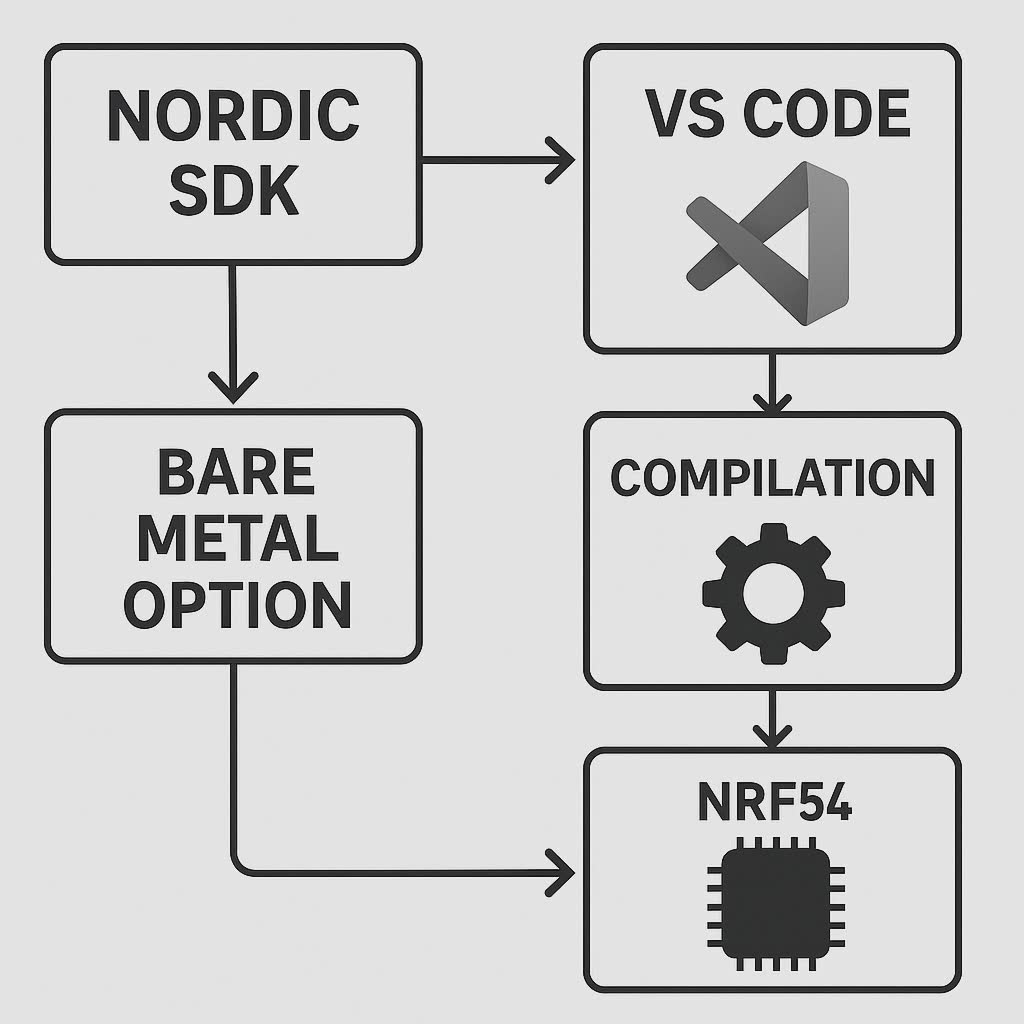 NORDIC
SDK
VS CODE
BARE
METAL
OPTION
COMPILATION
NRF54